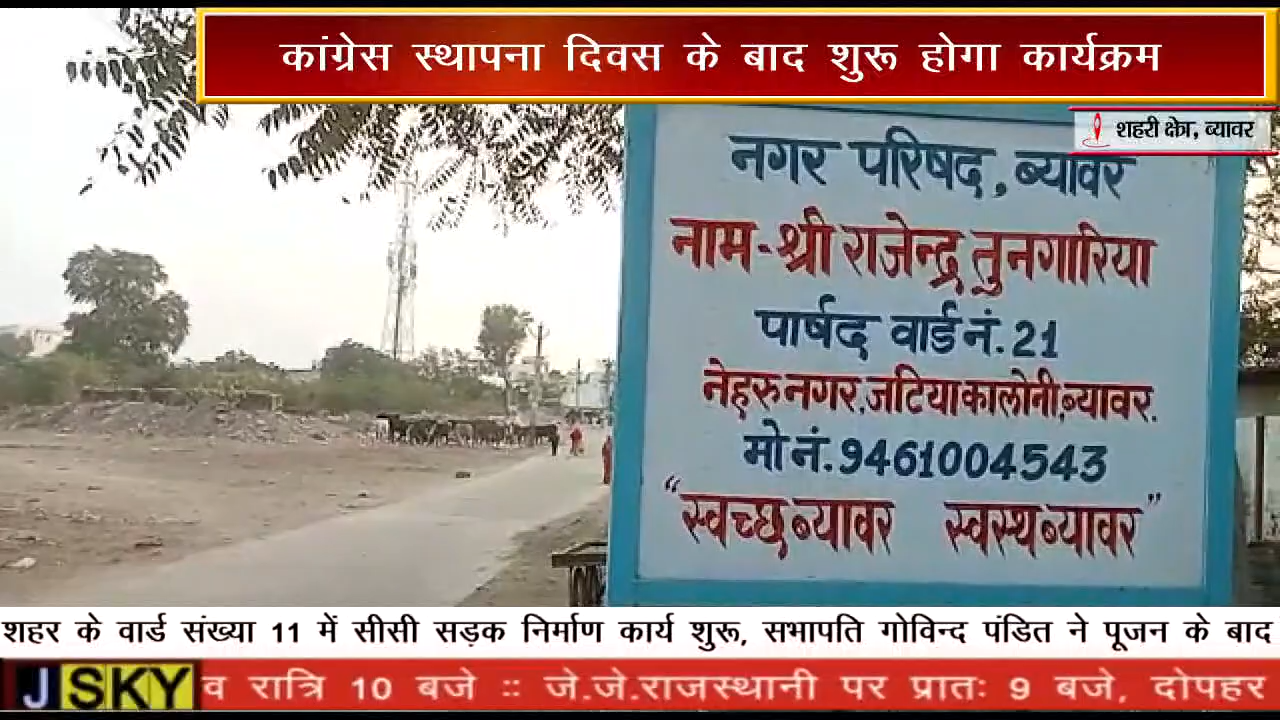 कांग्रेस स्थापना दिवस के बाद शुरू होगा कार्यक्रम
शहरी क्षेत्र, ब्यावर
नगर परिषद, ब्यावर
नाम-श्री राजेन्द्र तुनगारिया
पार्षद वार्ड नं.21
नेहरु नगर.जटिया कालोनी,ब्यावर.
मो नं.9461004543
"स्वच्छ ब्यावर स्वस्थ ब्यावर"
शहर के वार्ड संख्या 11 में सीसी सड़क निर्माण कार्य शुरू, सभापति गोविन्द पंडित ने पूजन के बाद
J SKY व रात्रि 10 बजे :: जे.जे.राजस्थानी पर प्रातः 9 बजे, दोपहर